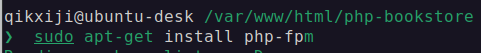 qikxiji@ubuntu-desk /var/www/html/php-bookstore
❯ sudo apt-get install php-fpm